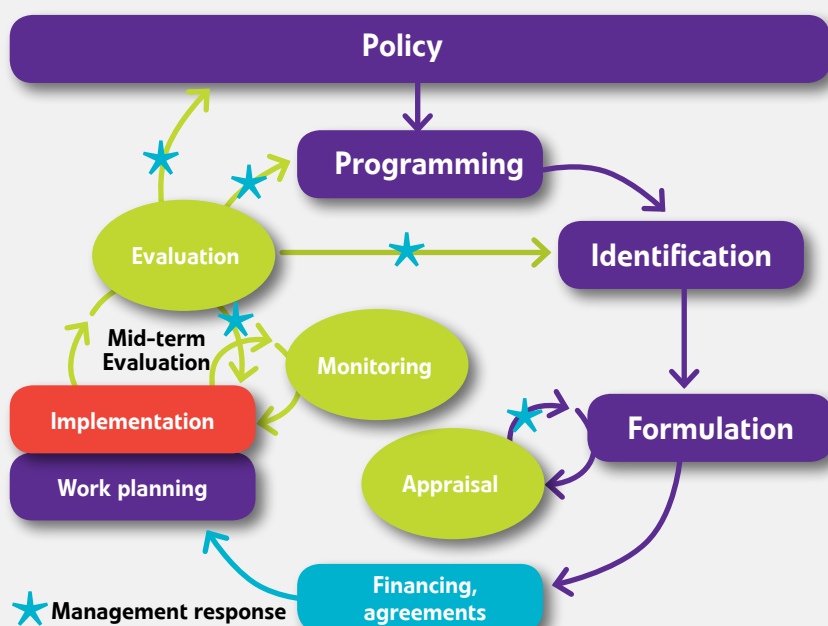 Policy
Programming
Evaluation
Identification
Mid-term
Evaluation
Monitoring
Implementation
Formulation
Work planning
Appraisal
Financing,
agreements
Management response